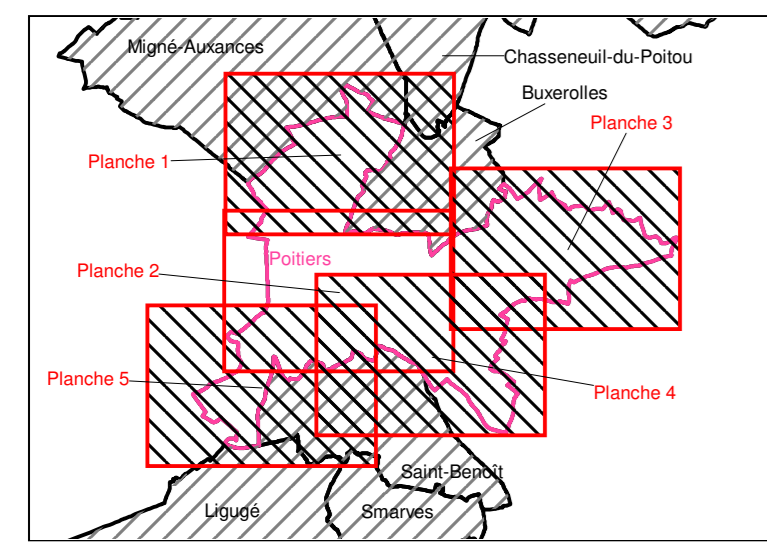 Migné-Auxances
Chasseneuil-du-Poitou
Buxerolles
Planche 3
Planche 1
Poitiers
Planche 2
Planche 5
Planche 4
Saint-Benoît
Ligugé
Smarves